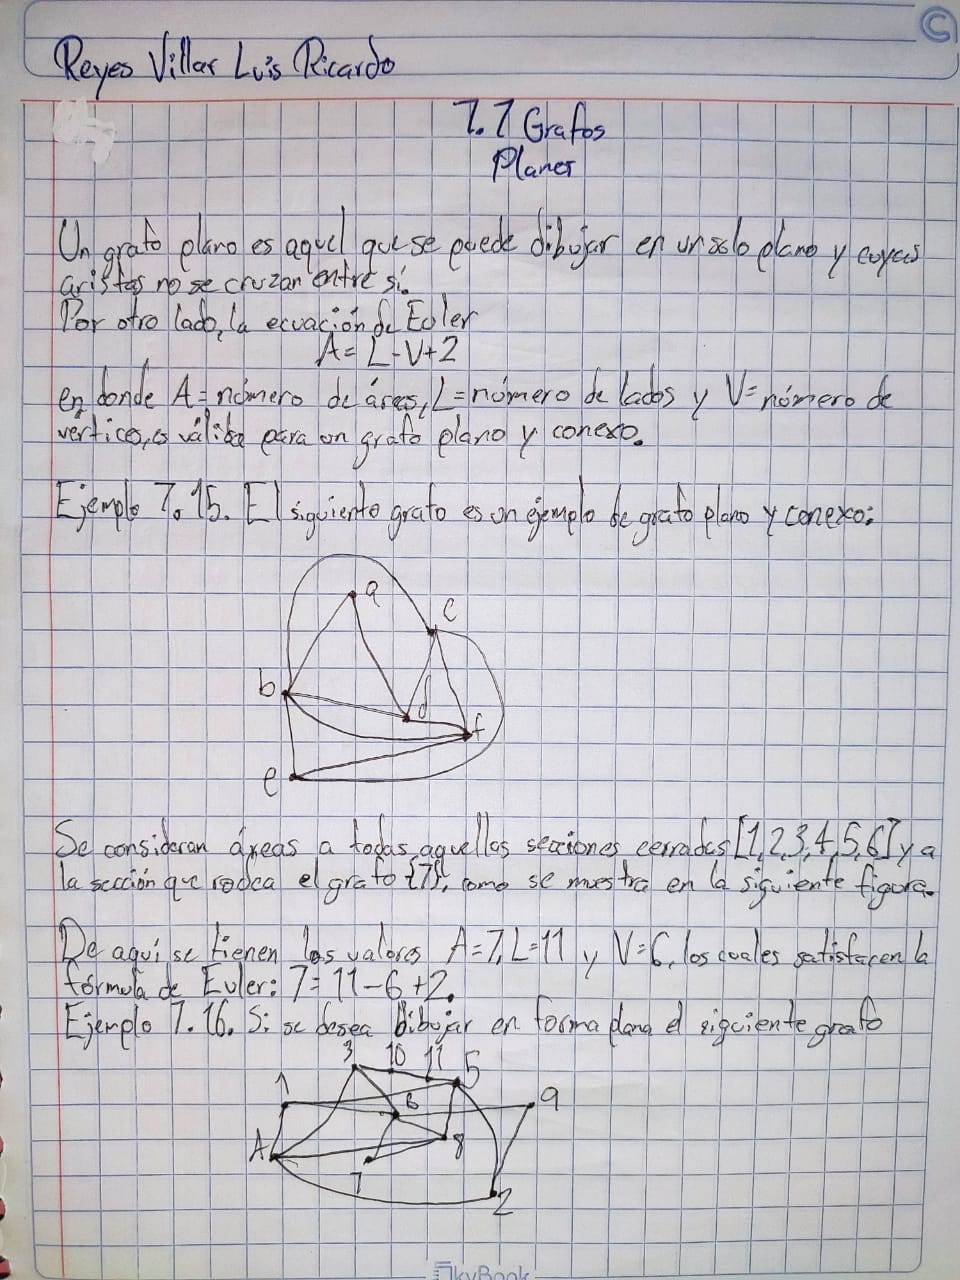 Reyes Villar Luis Ricardo
7.7 Grafos
Planos
Un grafo plano es aquel que se puede dibujar en un solo plano y cuyas
aristas no se cruzan entre sí.
Por otro lado, la ecuación de Euler
A= L-V+2
en donde A=número de áreas, L=número de lados y V=número de
vértices, es válida para un grafo plano y conexo.
Ejemplo 7.15. El siguiente grafo es un ejemplo de grafo plano y conexo:
a
c
b
d
f
e
Se consideran áreas a todas aquellas secciones cerradas [1,2,3,4,5,6] y a
la sección que rodea el grafo {7}, como se muestra en la siguiente figura.
De aquí se tienen los valores A=7, L=11 y V=6, los cuales satisfacen la
fórmula de Euler: 7=11-6+2.
Ejemplo 7.16. Si se desea dibujar en forma plana el siguiente grafo
3 10 11 5
1
6 9
A 8
7
2
SkyBook